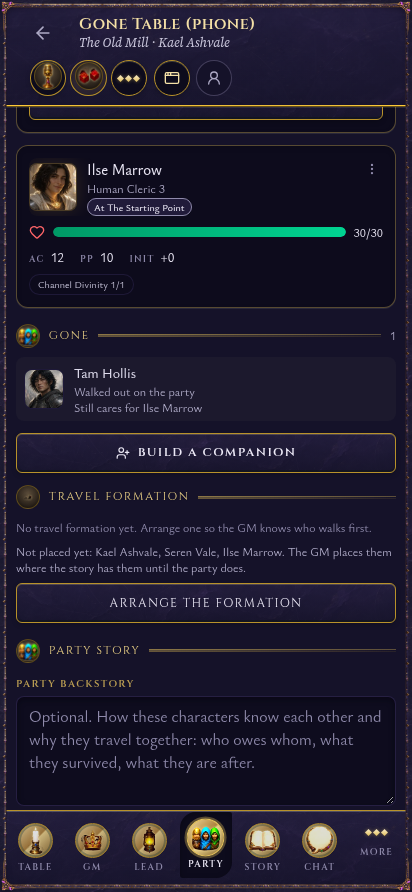 Gone Table (Phone)
The Old Mill · Kael Ashvale
Ilse Marrow
Human Cleric 3
At The Starting Point
30/30
AC 12 PP 10 INIT +0
Channel Divinity 1/1
GONE 1
Tam Hollis
Walked out on the party
Still cares for Ilse Marrow
BUILD A COMPANION
TRAVEL FORMATION
No travel formation yet. Arrange one so the GM knows who walks first.
Not placed yet: Kael Ashvale, Seren Vale, Ilse Marrow. The GM places them
where the story has them until the party does.
ARRANGE THE FORMATION
PARTY STORY
PARTY BACKSTORY
Optional. How these characters know each other and
why they travel together: who owes whom, what
they survived, what they are after.
TABLE GM LEAD PARTY STORY CHAT MORE